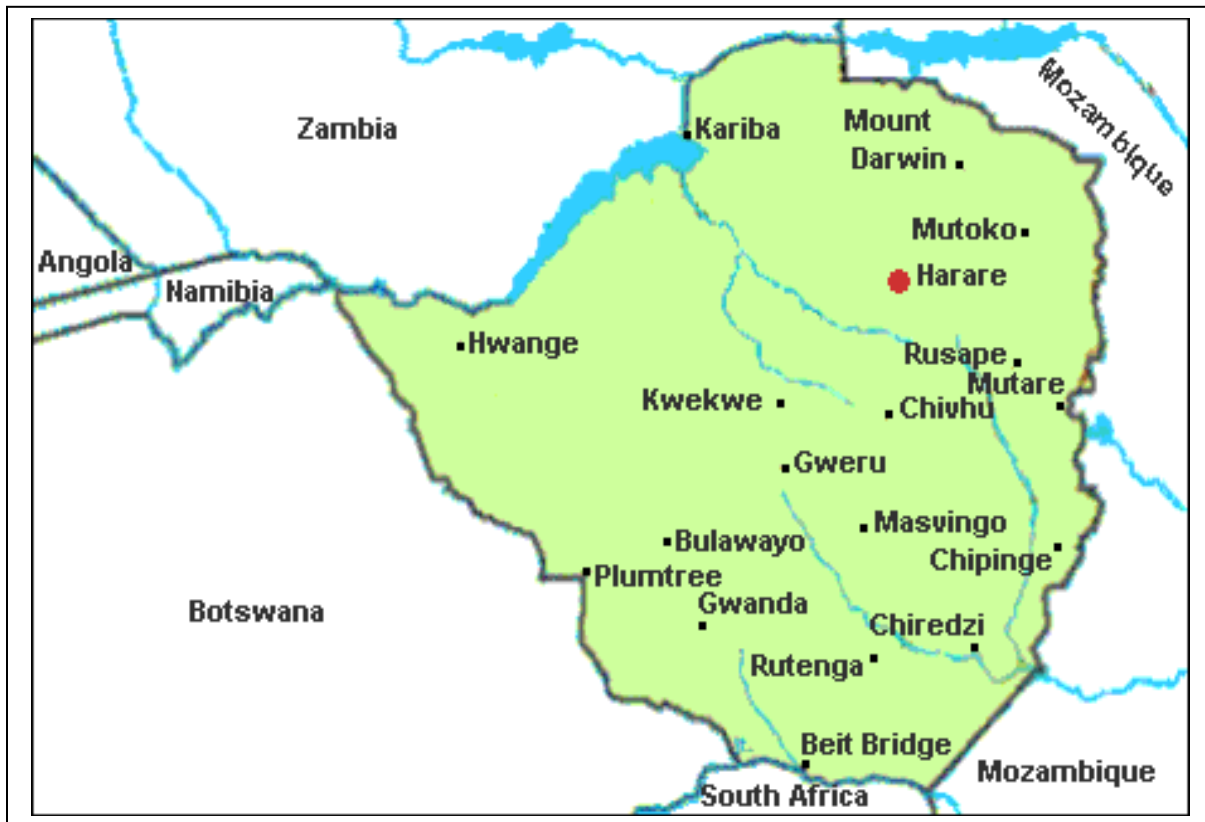 Zambia
Kariba
Mount
Darwin
Mozambique
Mutoko
Angola
Namibia
Harare
Hwange
Rusape
Mutare
Kwekwe
Chivhu
Gweru
Masvingo
Bulawayo
Chipinge
Plumtree
Botswana
Gwanda
Chiredzi
Rutenga
Beit Bridge
Mozambique
South Africa